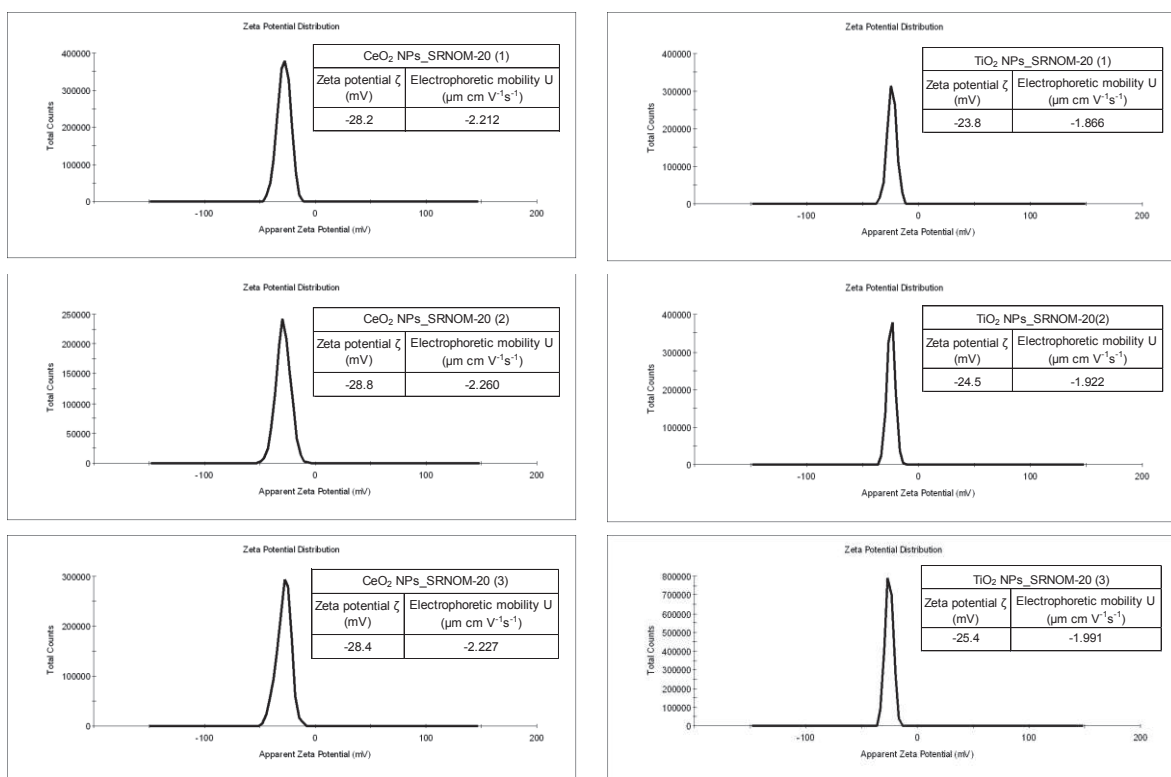 Zeta Potential Distribution
CeO₂ NPs_SRNOM-20 (1)
Zeta potential ζ (mV)
Electrophoretic mobility U (µm cm V⁻¹s⁻¹)
-28.2
-2.212
400000
300000
200000
100000
0
Total Counts
-100
0
100
200
Apparent Zeta Potential (mV)
Zeta Potential Distribution
TiO₂ NPs_SRNOM-20 (1)
Zeta potential ζ (mV)
Electrophoretic mobility U (µm cm V⁻¹s⁻¹)
-23.8
-1.866
400000
300000
200000
100000
0
Total Counts
-100
0
100
200
Apparent Zeta Potential (mV)
Zeta Potential Distribution
CeO₂ NPs_SRNOM-20 (2)
Zeta potential ζ (mV)
Electrophoretic mobility U (µm cm V⁻¹s⁻¹)
-28.8
-2.260
250000
200000
150000
100000
50000
0
Total Counts
-100
0
100
200
Apparent Zeta Potential (mV)
Zeta Potential Distribution
TiO₂ NPs_SRNOM-20(2)
Zeta potential ζ (mV)
Electrophoretic mobility U (µm cm V⁻¹s⁻¹)
-24.5
-1.922
400000
300000
200000
100000
0
Total Counts
-100
0
100
200
Apparent Zeta Potential (mV)
Zeta Potential Distribution
CeO₂ NPs_SRNOM-20 (3)
Zeta potential ζ (mV)
Electrophoretic mobility U (µm cm V⁻¹s⁻¹)
-28.4
-2.227
300000
200000
100000
0
Total Counts
-100
0
100
200
Apparent Zeta Potential (mV)
Zeta Potential Distribution
TiO₂ NPs_SRNOM-20 (3)
Zeta potential ζ (mV)
Electrophoretic mobility U (µm cm V⁻¹s⁻¹)
-25.4
-1.991
800000
700000
600000
500000
400000
300000
200000
100000
0
Total Counts
-100
0
100
200
Apparent Zeta Potential (mV)